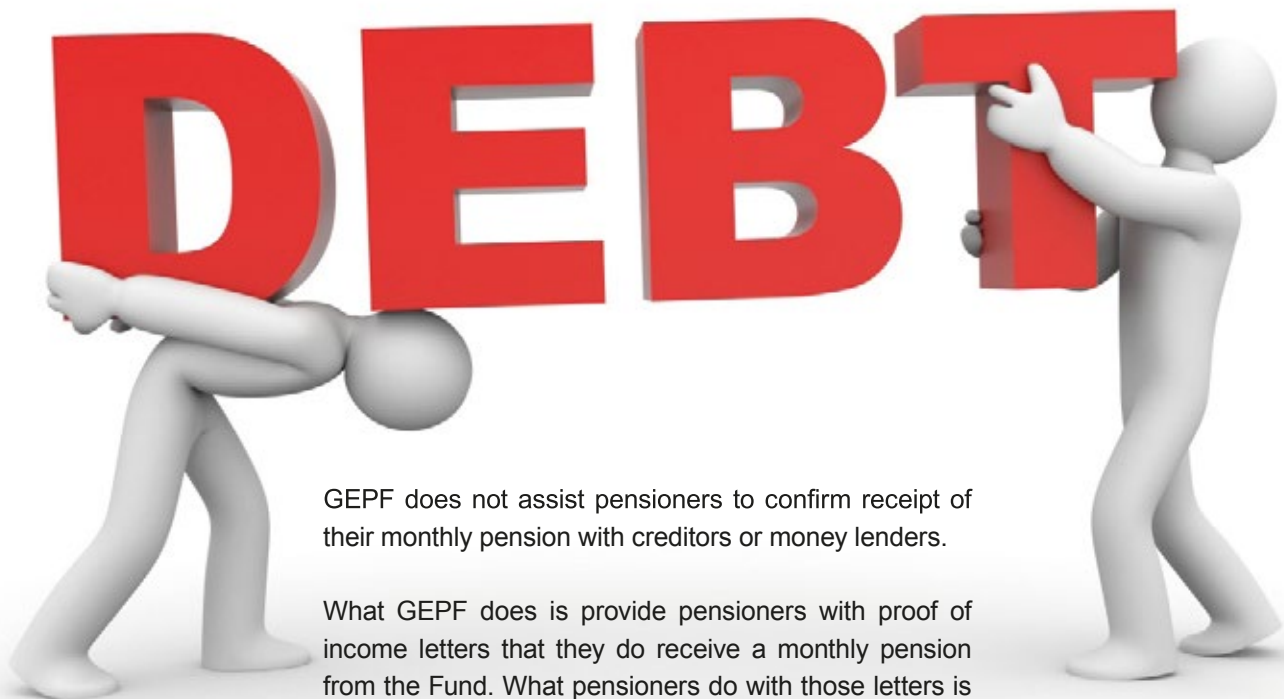 DEBT
GEPF does not assist pensioners to confirm receipt of
their monthly pension with creditors or money lenders.
What GEPF does is provide pensioners with proof of
income letters that they do receive a monthly pension
from the Fund. What pensioners do with those letters is